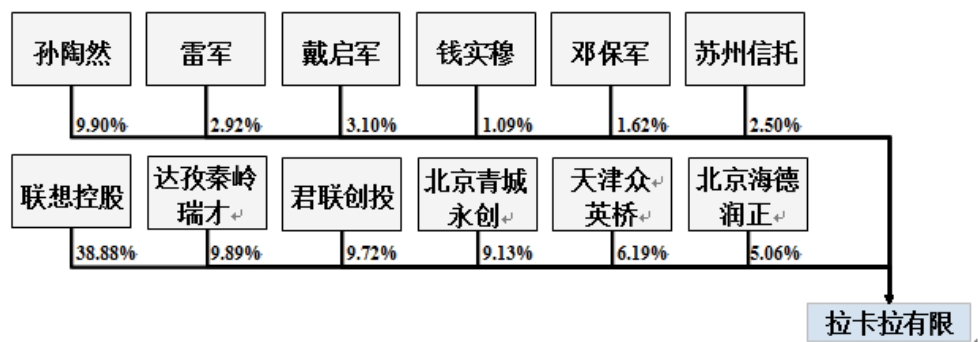 孙陶然 雷军 戴启军 钱实穆 邓保军 苏州信托
9.90% 2.92% 3.10% 1.09% 1.62% 2.50%
联想控股 达孜秦岭 君联创投 北京青城 天津众 北京海德
瑞才 永创 英桥 润正
38.88% 9.89% 9.72% 9.13% 6.19% 5.06%
拉卡拉有限